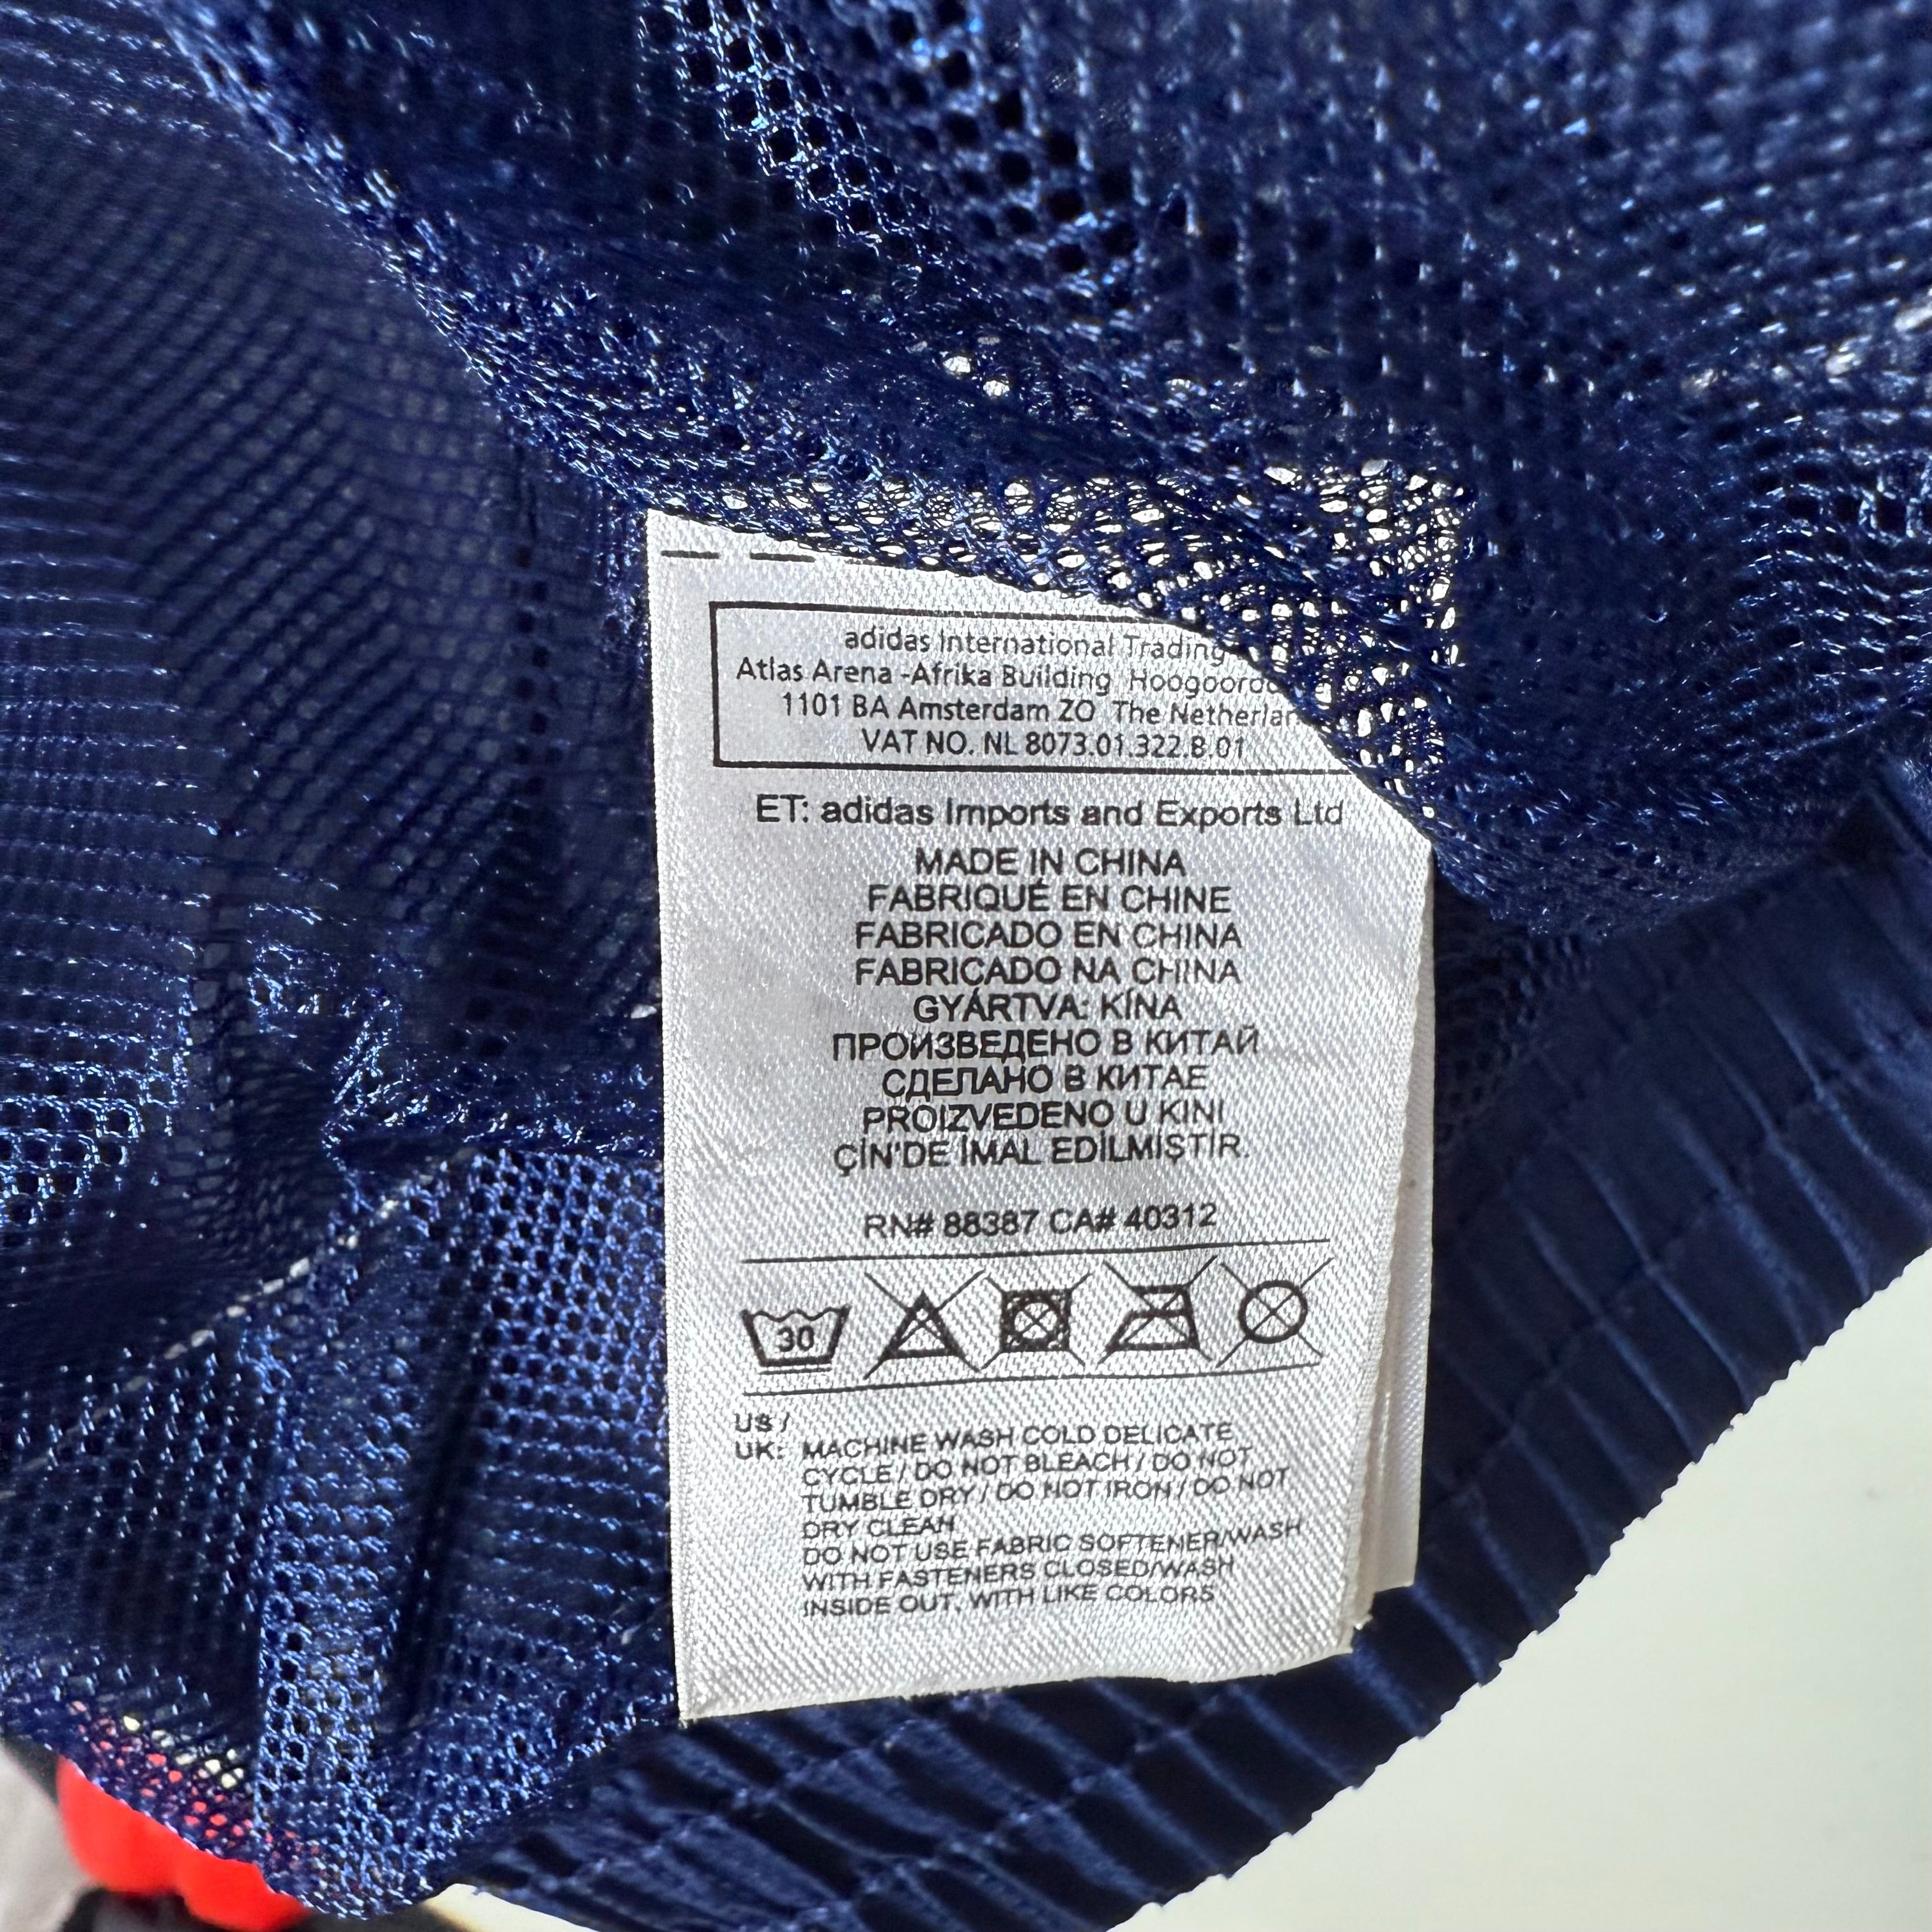 adidas International Trading
Atlas Arena -Afrika Building
1101 BA Amsterdam ZO The
VAT NO. NL 8073.01.322.B.01
ET: adidas Imports and Exports Ltd
MADE IN CHINA
FABRIQUÉ EN CHINE
FABRICADO EN CHINA
FABRICADO NA CHINA
GYÁRTVA: KÍNA
ПРОИЗВЕДЕНО В КИТАЙ
СДЕЛАНО В КИТАЕ
PROIZVEDENO U KINI
ÇİN'DE İMAL EDİLMİŞTİR.
RN# 88387 CA# 40312
30
US /
UK: MACHINE WASH COLD DELICATE
CYCLE / DO NOT BLEACH / DO NOT
TUMBLE DRY / DO NOT IRON / DO NOT
DRY CLEAN
DO NOT USE FABRIC SOFTENER/WASH
WITH FASTENERS CLOSED/WASH
INSIDE OUT, WITH LIKE COLORS